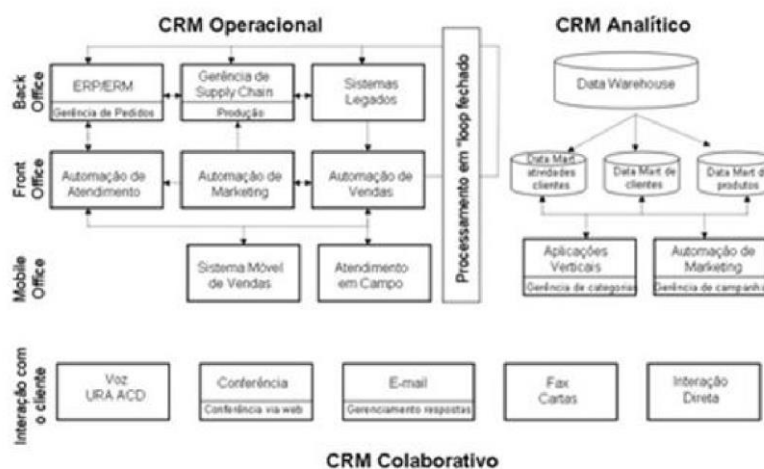 CRM Operacional
CRM Analítico
Back
Office
ERP/ERM
Gerência de Pedidos
Gerência de
Supply Chain
Produção
Sistemas
Legados
Front
Office
Automação de
Atendimento
Automação de
Marketing
Automação de
Vendas
Mobile
Office
Sistema Móvel
de Vendas
Atendimento
em Campo
Processamento em "loop fechado
Data Warehouse
Data Mart
atividades
clientes
Data Mart de
clientes
Data Mart d
produtos
Aplicações
Verticais
Gerência de categorias
Automação de
Marketing
Gerência de campanh
Interação com
o cliente
Voz
URA ACD
Conferência
Conferência via web
E-mail
Gerenciamento respostas
Fax
Cartas
Interação
Direta
CRM Colaborativo